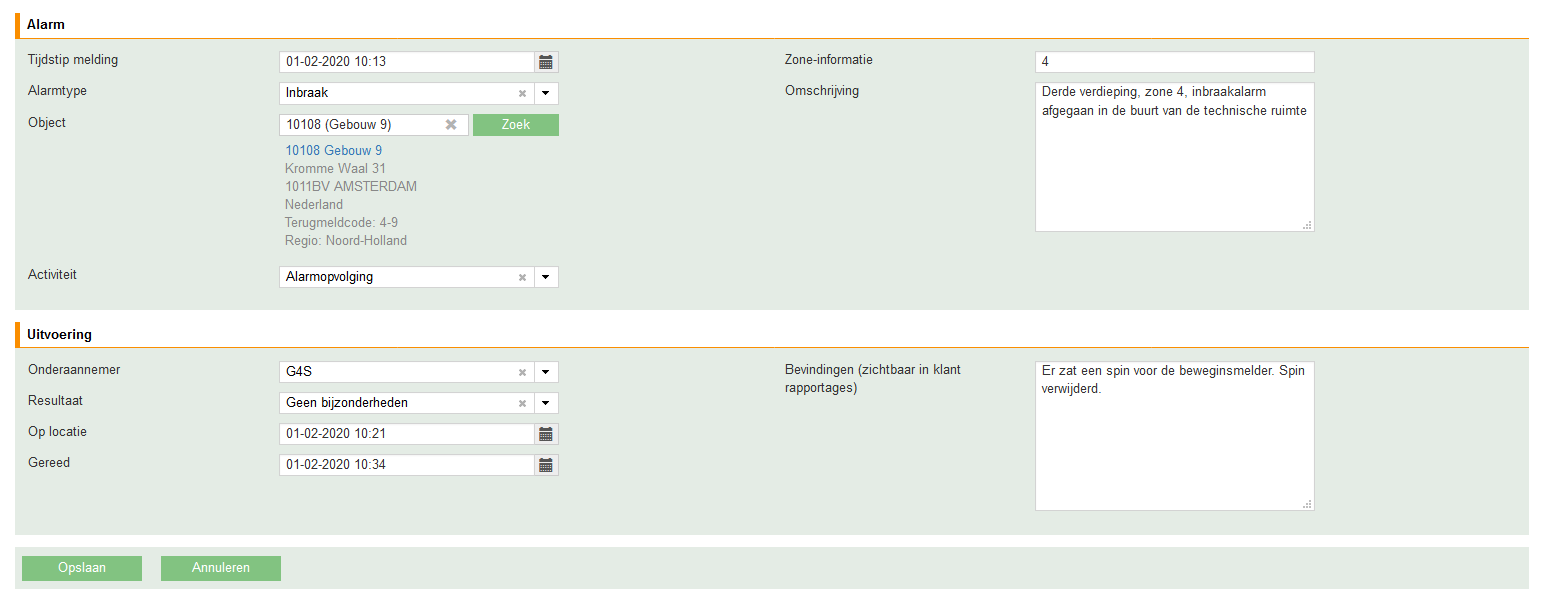 Alarm
Tijdstip melding
01-02-2020 10:13
Alarmtype
Inbraak
Object
10108 (Gebouw 9)
Zoek
10108 Gebouw 9
Kromme Waal 31
1011BV AMSTERDAM
Nederland
Terugmeldcode: 4-9
Regio: Noord-Holland
Activiteit
Alarmopvolging
Zone-informatie
4
Omschrijving
Derde verdieping, zone 4, inbraakalarm
afgegaan in de buurt van de technische ruimte
Uitvoering
Onderaannemer
G4S
Resultaat
Geen bijzonderheden
Op locatie
01-02-2020 10:21
Gereed
01-02-2020 10:34
Bevindingen (zichtbaar in klant
rapportages)
Er zat een spin voor de beweginsmelder. Spin
verwijderd.
Opslaan
Annuleren